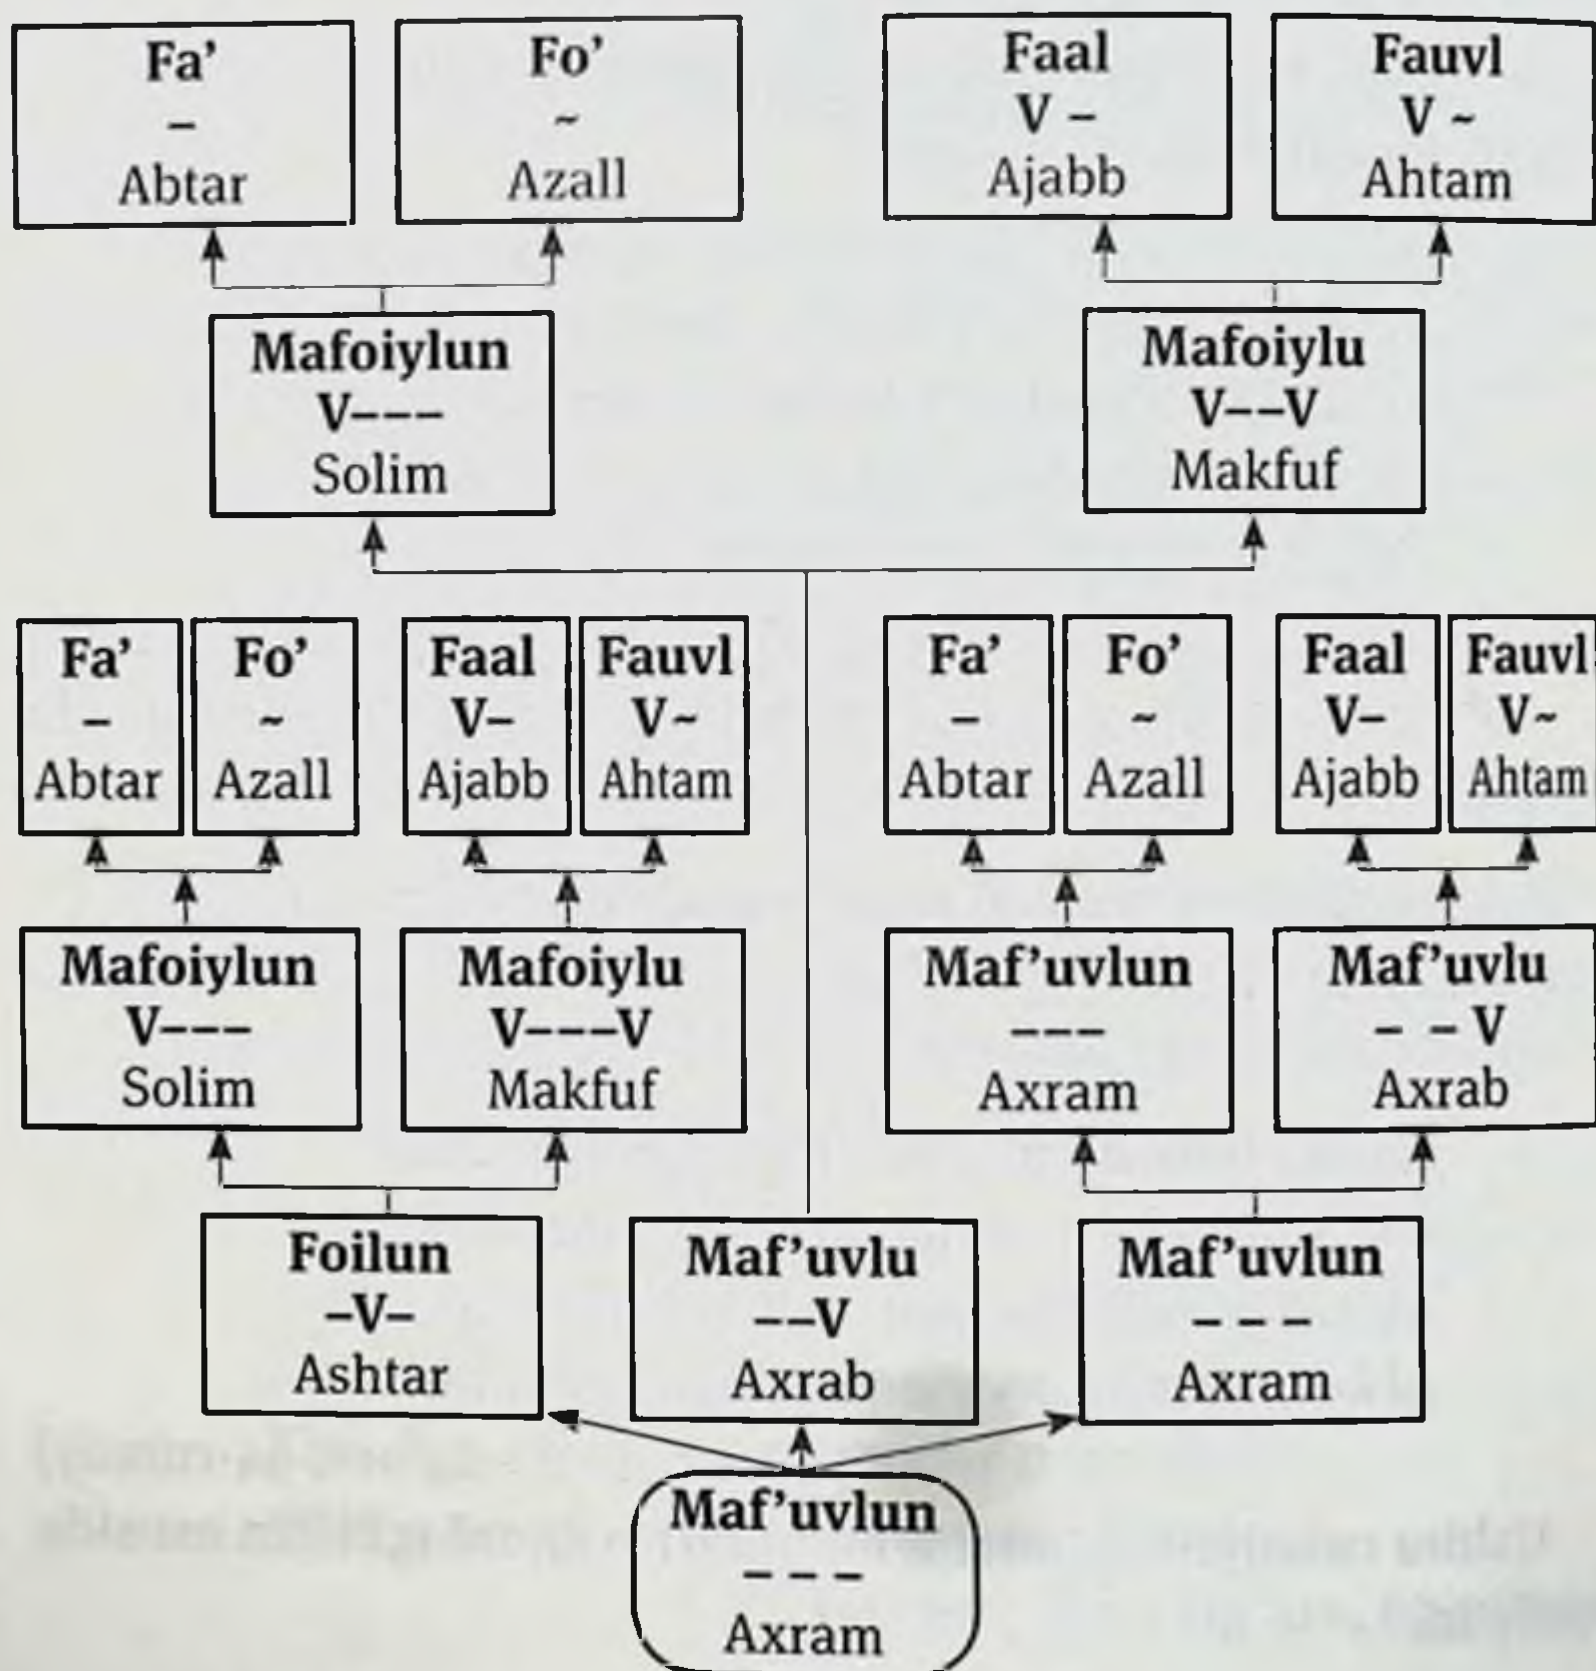 Fa’
–
Abtar
Fo’
~
Azall
Faal
V –
Ajabb
Fauvl
V ~
Ahtam
Mafoiylun
V–––
Solim
Mafoiylu
V––V
Makfuf
Fa’
–
Abtar
Fo’
~
Azall
Faal
V–
Ajabb
Fauvl
V~
Ahtam
Fa’
–
Abtar
Fo’
~
Azall
Faal
V–
Ajabb
Fauvl
V~
Ahtam
Mafoiylun
V–––
Solim
Mafoiylu
V–––V
Makfuf
Maf’uvlun
–––
Axram
Maf’uvlu
– – V
Axrab
Foilun
–V–
Ashtar
Maf’uvlu
––V
Axrab
Maf’uvlun
– – –
Axram
Maf’uvlun
– – –
Axram